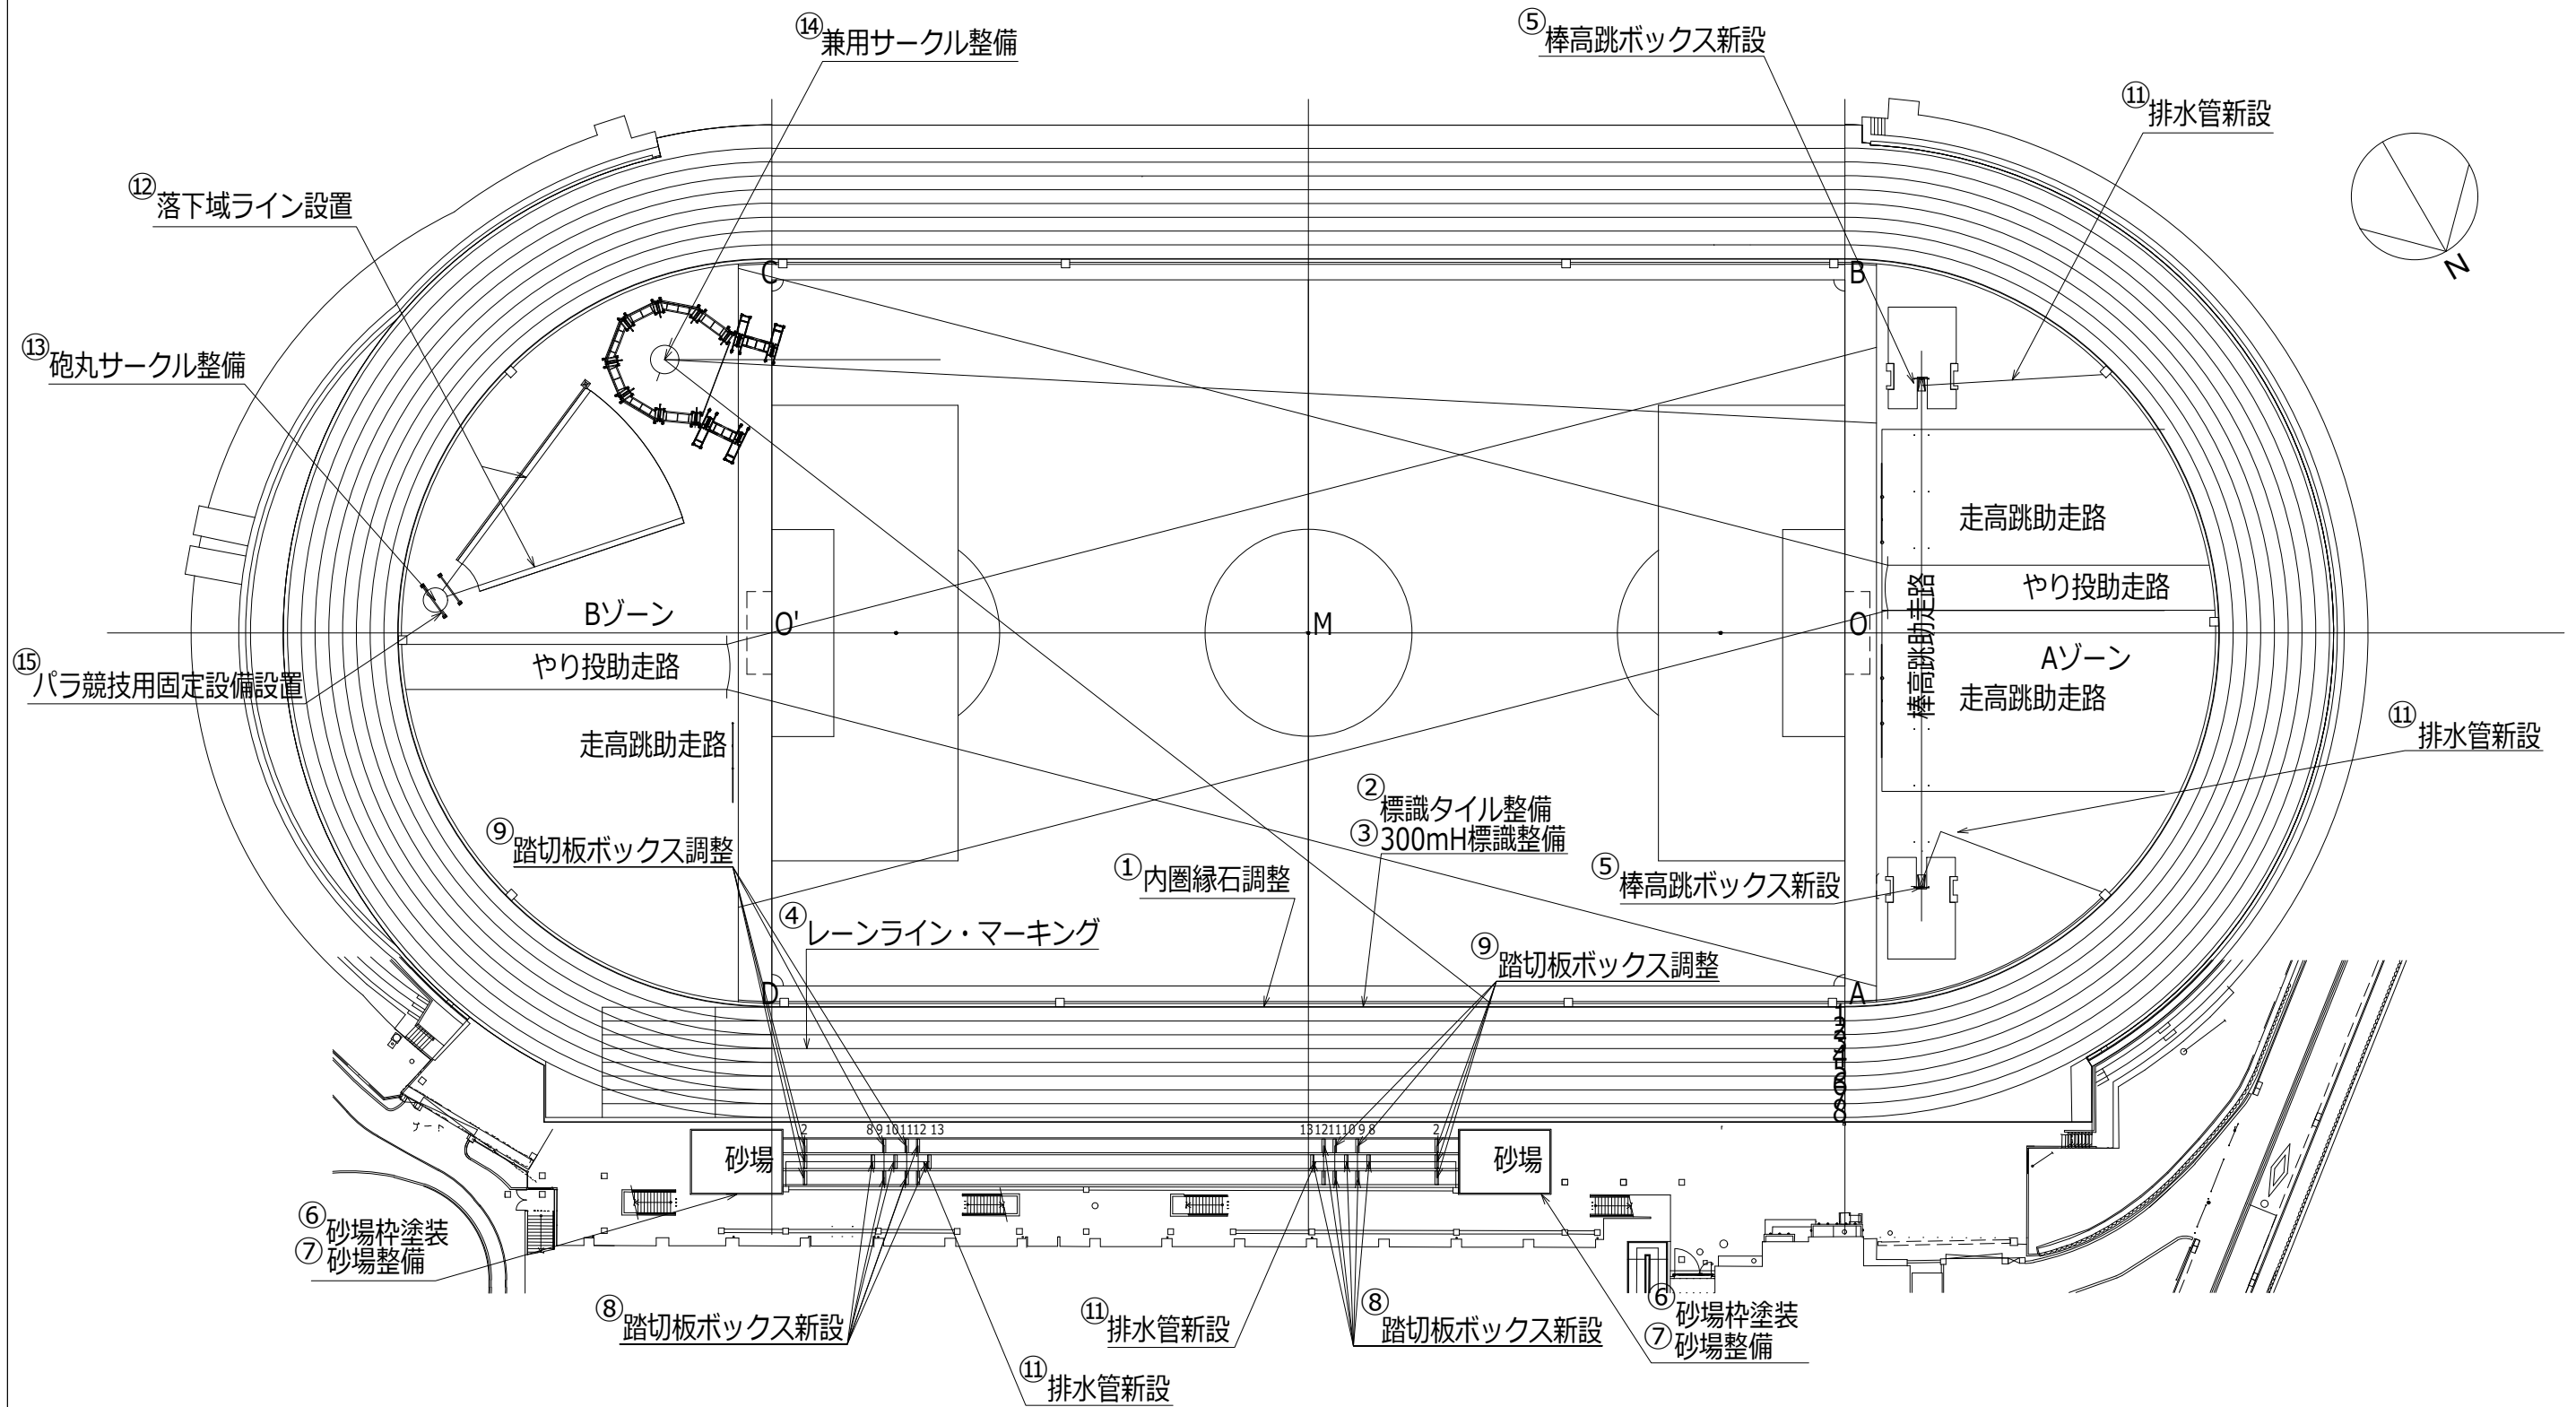 ⑭兼用サークル整備
⑤棒高跳ボックス新設
⑪排水管新設
⑫落下域ライン設置
N
C
B
⑬砲丸サークル整備
走高跳助走路
やり投助走路
棒高跳助走路
Bゾーン
O'
M
O
Aゾーン
⑮パラ競技用固定設備設置
やり投助走路
走高跳助走路
走高跳助走路
⑪排水管新設
②標識タイル整備
③300mH標識整備
⑨踏切板ボックス調整
①内圏縁石調整
⑤棒高跳ボックス新設
④レーンライン・マーキング
⑨踏切板ボックス調整
D
A
2 8 9 10 11 12 13
13 12 11 10 9 8 2
砂場
砂場
⑥砂場枠塗装
⑦砂場整備
⑧踏切板ボックス新設
⑪排水管新設
⑧踏切板ボックス新設
⑥砂場枠塗装
⑦砂場整備
⑪排水管新設